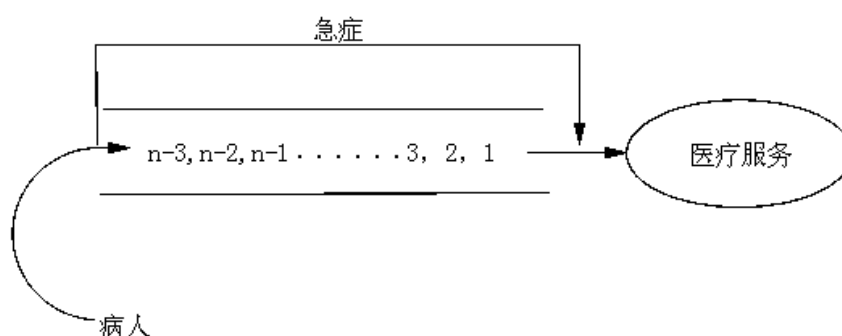 急症
n-3,n-2,n-1......3, 2, 1
医疗服务
病人